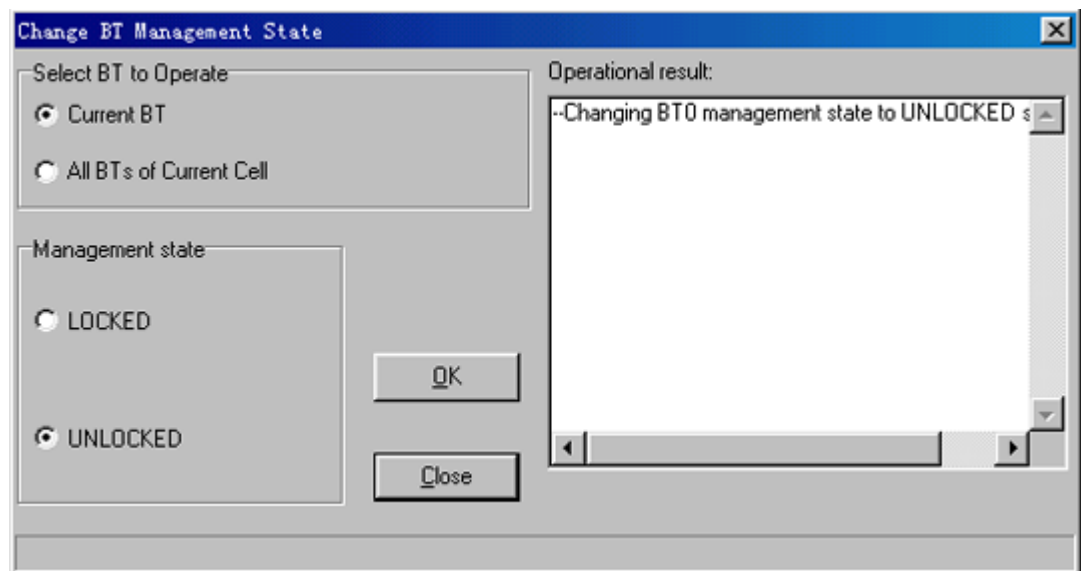 Change BT Management State
Select BT to Operate
Current BT
All BTs of Current Cell
Management state
LOCKED
UNLOCKED
OK
Close
Operational result:
--Changing BT0 management state to UNLOCKED s